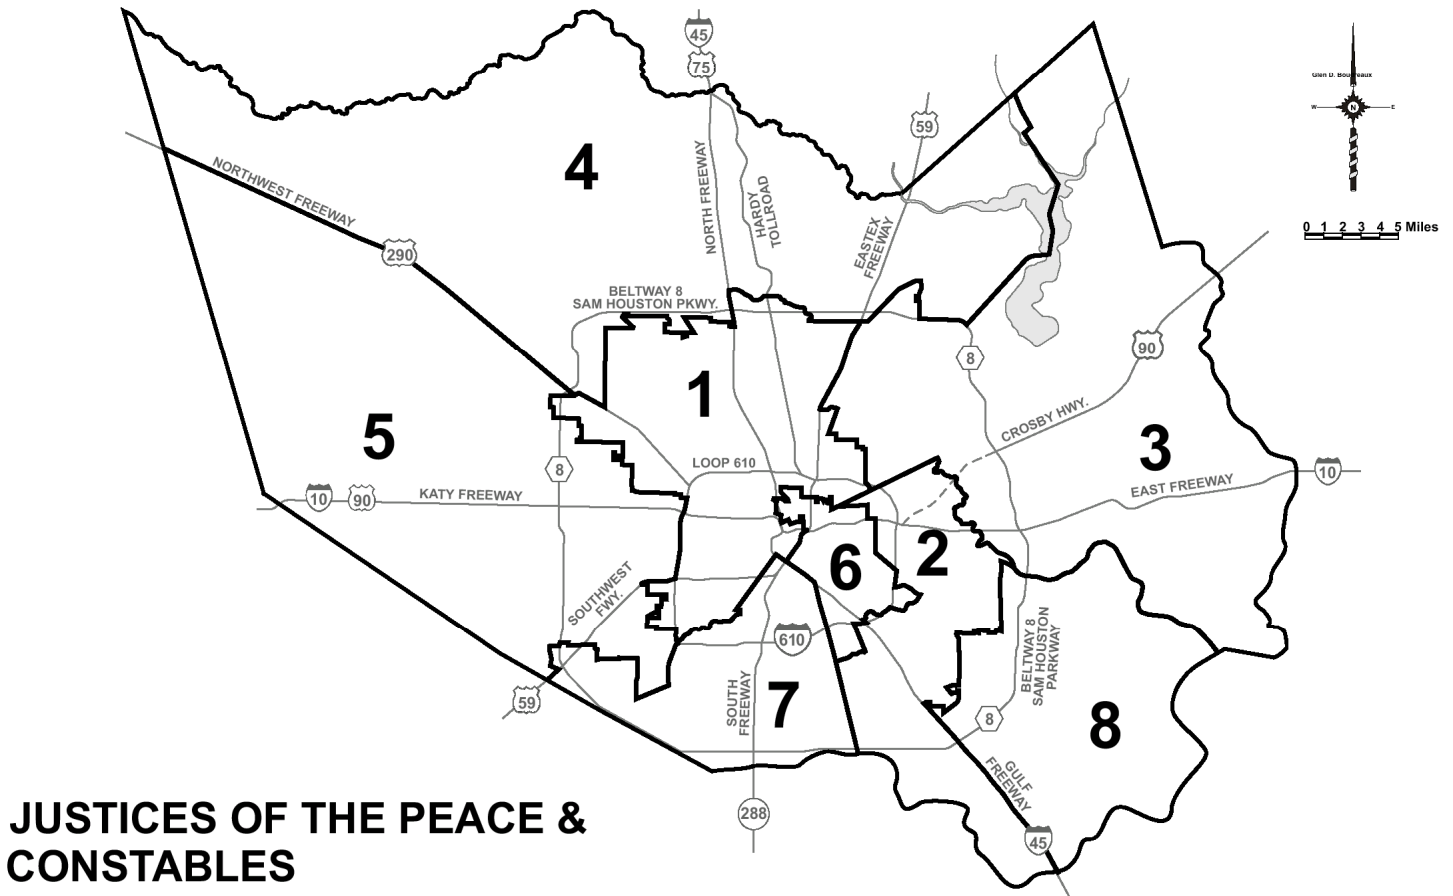 45
75
59
Glen D. Boudreaux
W N E
0 1 2 3 4 5 Miles
4
NORTHWEST FREEWAY
290
NORTH FREEWAY
HARDY
TOLLROAD
EASTEX
FREEWAY
BELTWAY 8
SAM HOUSTON PKWY.
8
90
1
CROSBY HWY.
5
3
LOOP 610
8
10
90
KATY FREEWAY
EAST FREEWAY
10
6
2
SOUTHWEST
FWY.
610
BELTWAY 8
SAM HOUSTON
PARKWAY
59
SOUTH
FREEWAY
7
8
8
GULF
FREEWAY
288
45
JUSTICES OF THE PEACE &
CONSTABLES